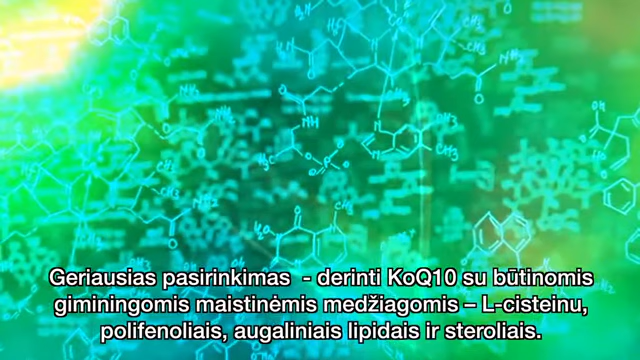 Geriausias pasirinkimas - derinti KoQ10 su būtinomis
giminingomis maistinėmis medžiagomis – L-cisteinu,
polifenoliais, augaliniais lipidais ir steroliais.